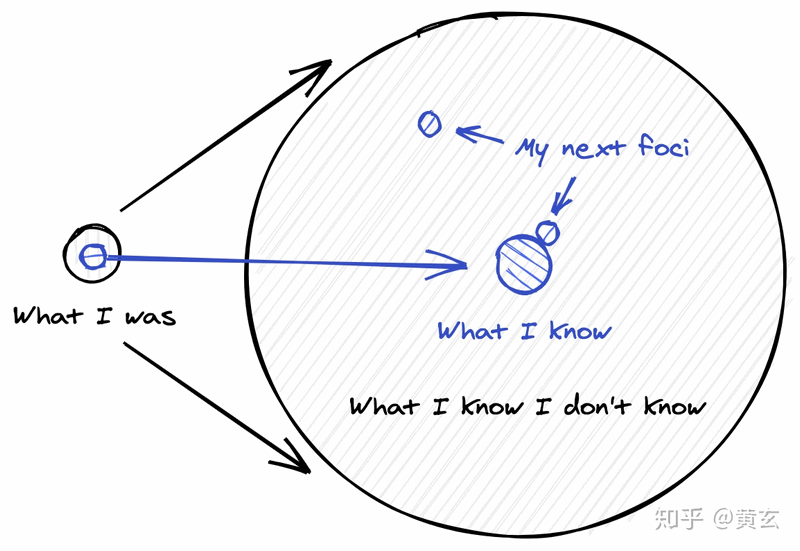 My next foci
What I was
What I know
What I know I don't know
知乎 @黄玄